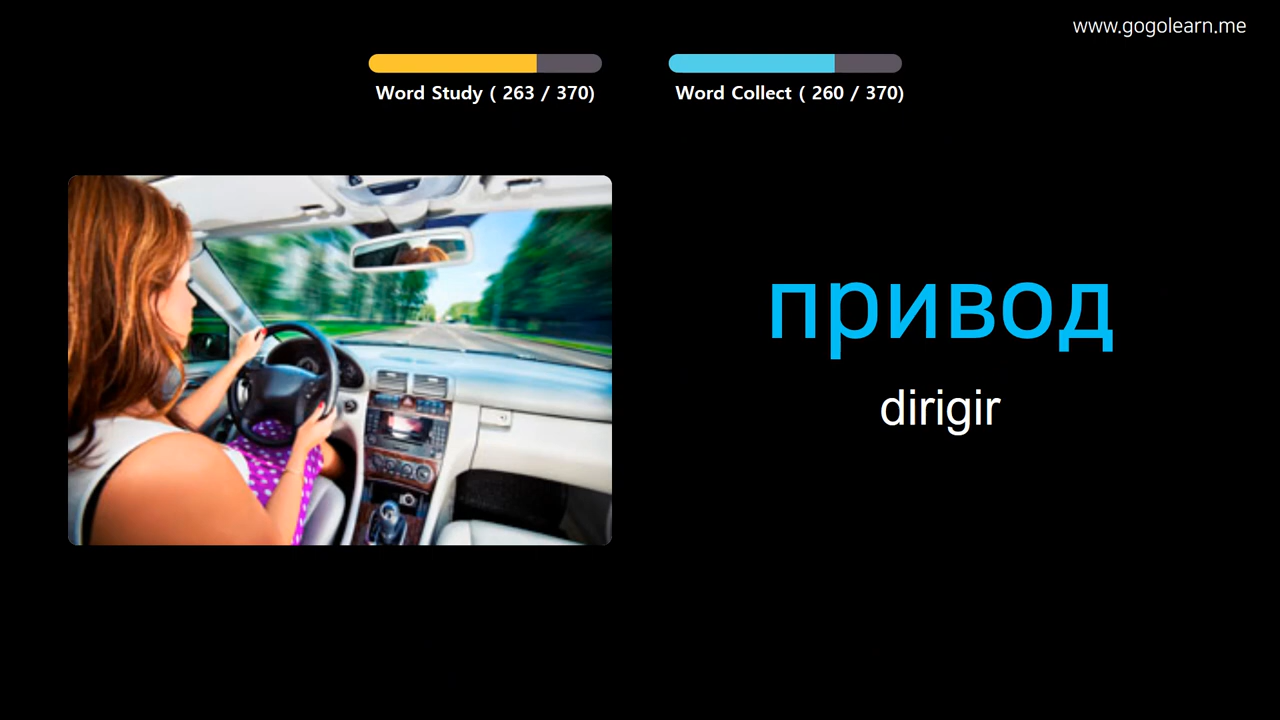 www.gogolearn.me
Word Study ( 263 / 370)
Word Collect ( 260 / 370)
привод
dirigir